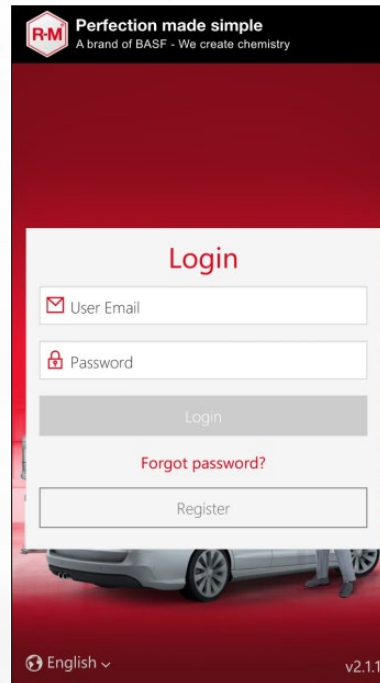 R-M
Perfection made simple
A brand of BASF - We create chemistry
Login
User Email
Password
Login
Forgot password?
Register
English
v2.1.1